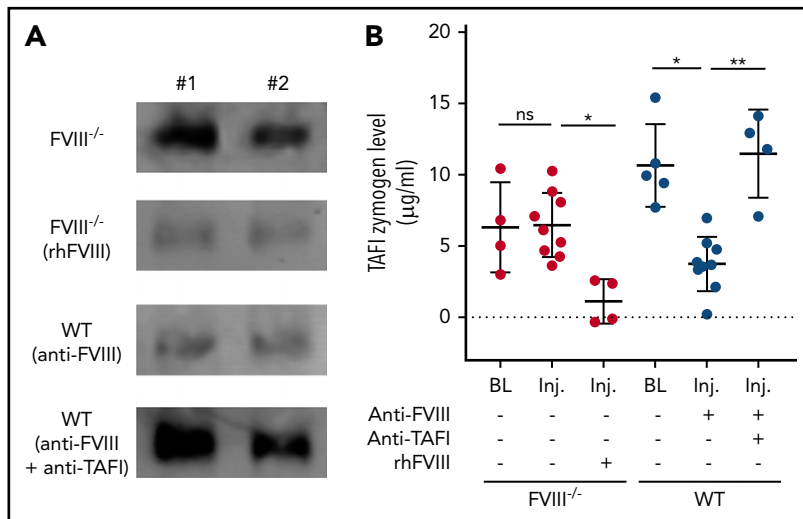 A
#1 #2
FVIII-/-
FVIII-/-
(rhFVIII)
WT
(anti-FVIII)
WT
(anti-FVIII
+ anti-TAFI)
B
TAFI zymogen level
(µg/ml)
20
15
10
5
0
ns * * **
BL Inj. Inj. BL Inj. Inj.
Anti-FVIII - - - - + +
Anti-TAFI - - - - - +
rhFVIII - - + - - -
FVIII-/- WT